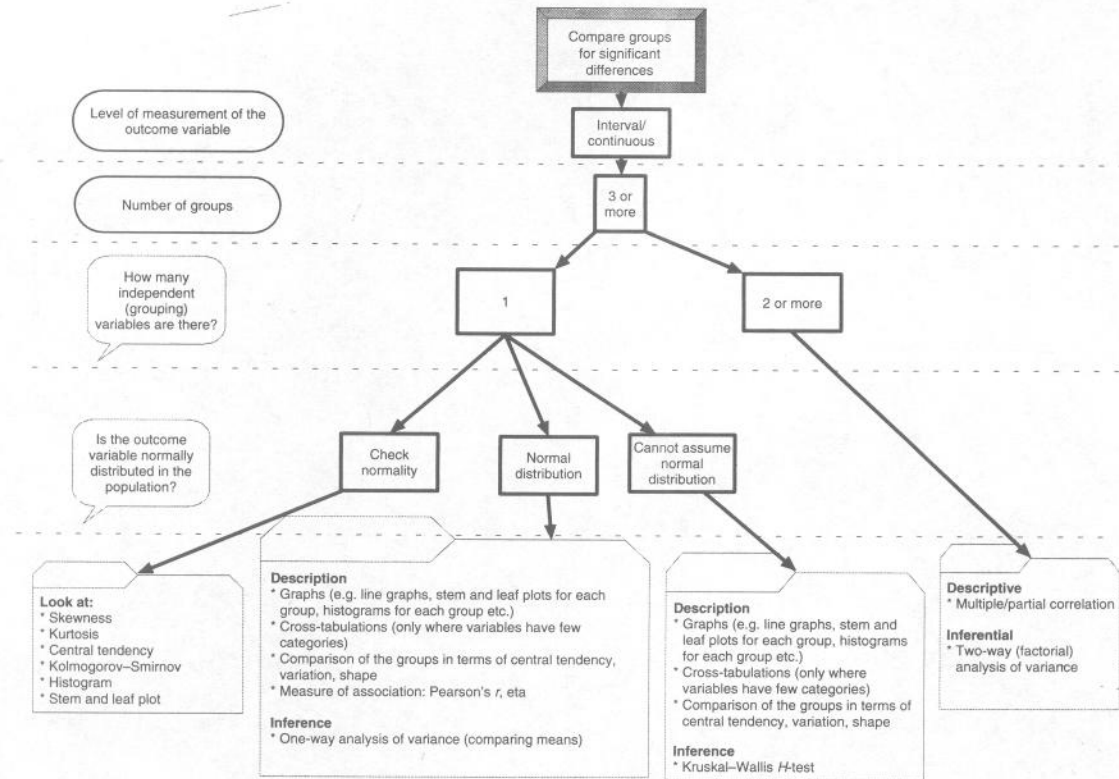 Compare groups
for significant
differences
Level of measurement of the
outcome variable
Interval/
continuous
Number of groups
3 or
more
How many
independent
(grouping)
variables are there?
1
2 or more
Is the outcome
variable normally
distributed in the
population?
Check
normality
Normal
distribution
Cannot assume
normal
distribution
Look at:
* Skewness
* Kurtosis
* Central tendency
* Kolmogorov–Smirnov
* Histogram
* Stem and leaf plot
Description
* Graphs (e.g. line graphs, stem and leaf plots for each
group, histograms for each group etc.)
* Cross-tabulations (only where variables have few
categories)
* Comparison of the groups in terms of central tendency,
variation, shape
* Measure of association: Pearson's r, eta
Inference
* One-way analysis of variance (comparing means)
Description
* Graphs (e.g. line graphs, stem and
leaf plots for each group, histograms
for each group etc.)
* Cross-tabulations (only where
variables have few categories)
* Comparison of the groups in terms of
central tendency, variation, shape
Inference
* Kruskal–Wallis H-test
Descriptive
* Multiple/partial correlation
Inferential
* Two-way (factorial)
analysis of variance